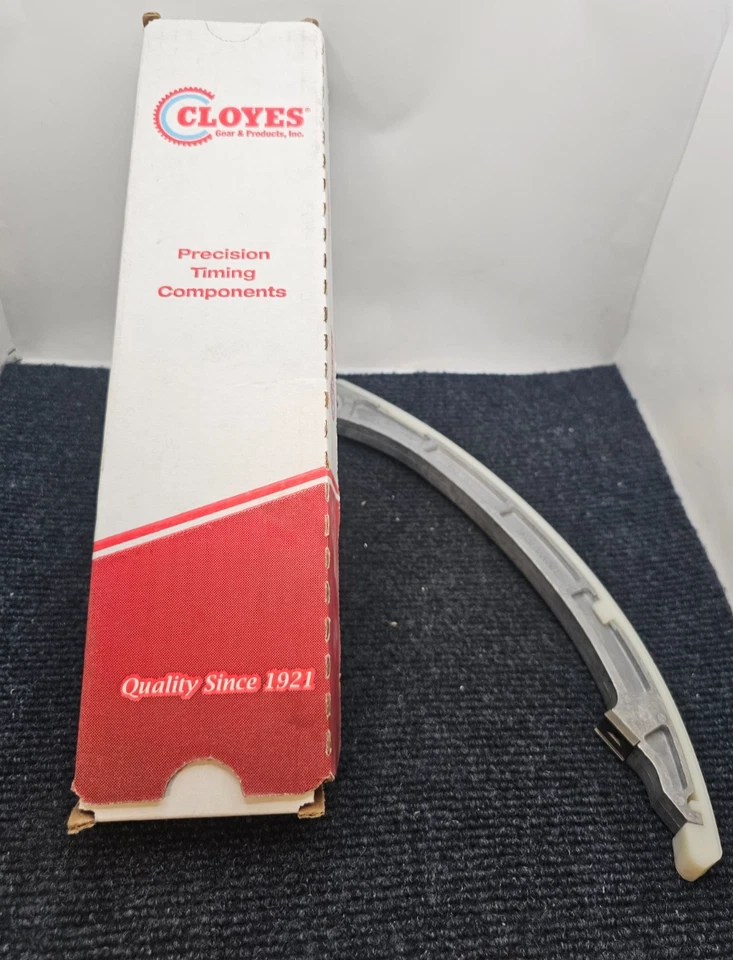 CLOYES®
Gear & Products, Inc.
Precision
Timing
Components
Quality Since 1921